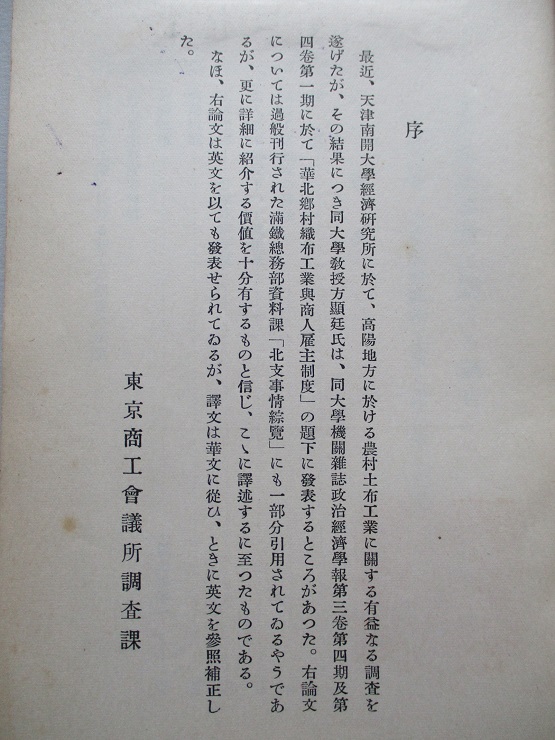 序
最近、天津南開大學經濟硏究所に於て、高陽地方に於ける農村土布工業に關する有益なる調査を
遂げたが、その結果につき同大學敎授方顯廷氏は、同大學機關雜誌政治經濟學報第三卷第四期及第
四卷第一期に於て「華北鄕村織布工業與商人雇主制度」の題下に發表するところがあつた。右論文
については過般刊行された滿鐵總務部資料課「北支事情綜覽」にも一部分引用されてゐるやうであ
るが、更に詳細に紹介する價値を十分有するものと信じ、こゝに譯述するに至つたものである。
なほ、右論文は英文を以ても發表せられてゐるが、譯文は華文に從ひ、ときに英文を參照補正し
た。
東京商工會議所調査課